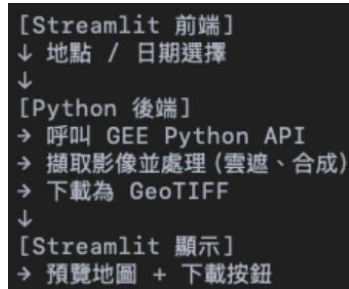 [Streamlit 前端]
↓ 地點 / 日期選擇
↓
[Python 後端]
→ 呼叫 GEE Python API
→ 擷取影像並處理(雲遮、合成)
→ 下載為 GeoTIFF
↓
[Streamlit 顯示]
→ 預覽地圖 + 下載按鈕